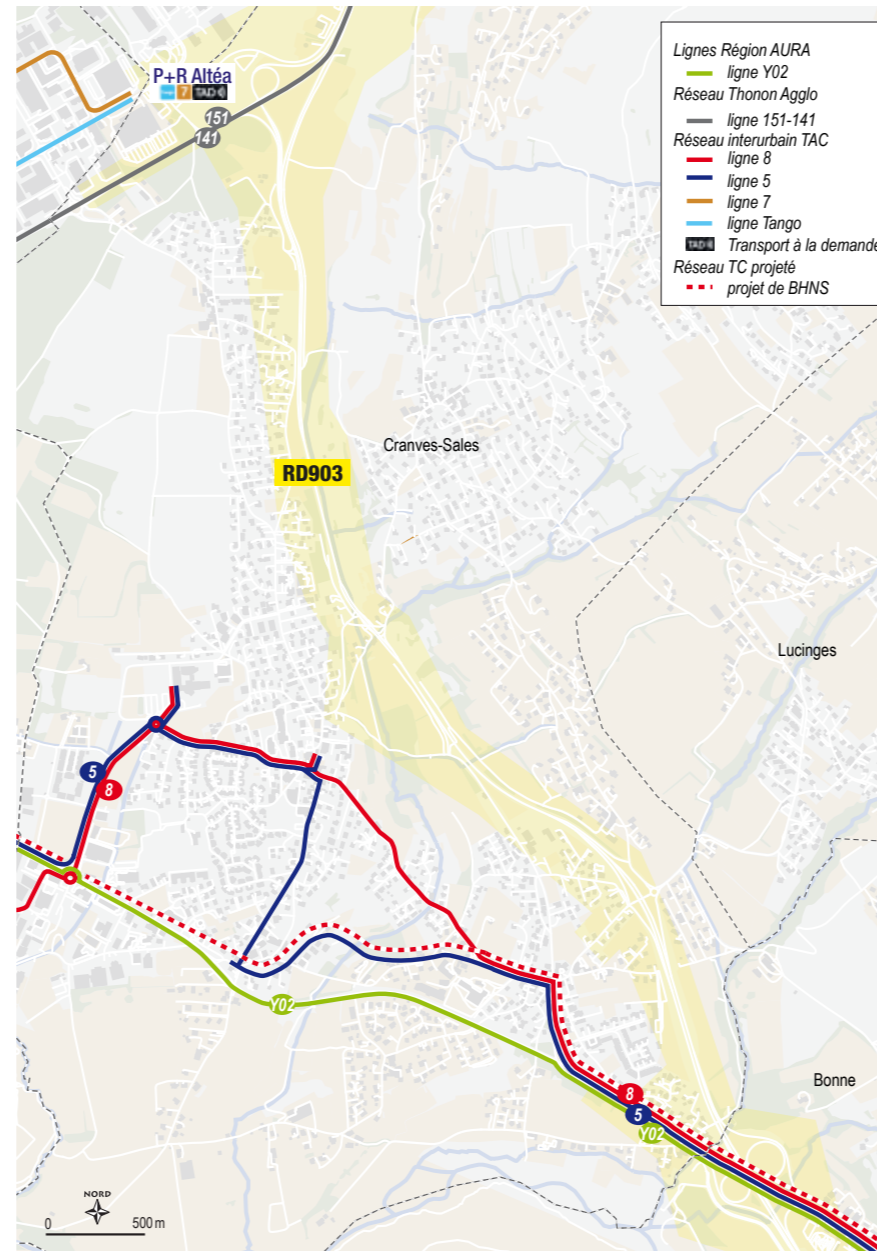 P+R Altéa
Tango 7 TAD
151
141
Lignes Région AURA
ligne Y02
Réseau Thonon Agglo
ligne 151-141
Réseau interurbain TAC
ligne 8
ligne 5
ligne 7
ligne Tango
TAD Transport à la demande
Réseau TC projeté
projet de BHNS
Cranves-Sales
RD903
Lucinges
5
8
Y02
Bonne
8
5
Y02
NORD
0 500 m